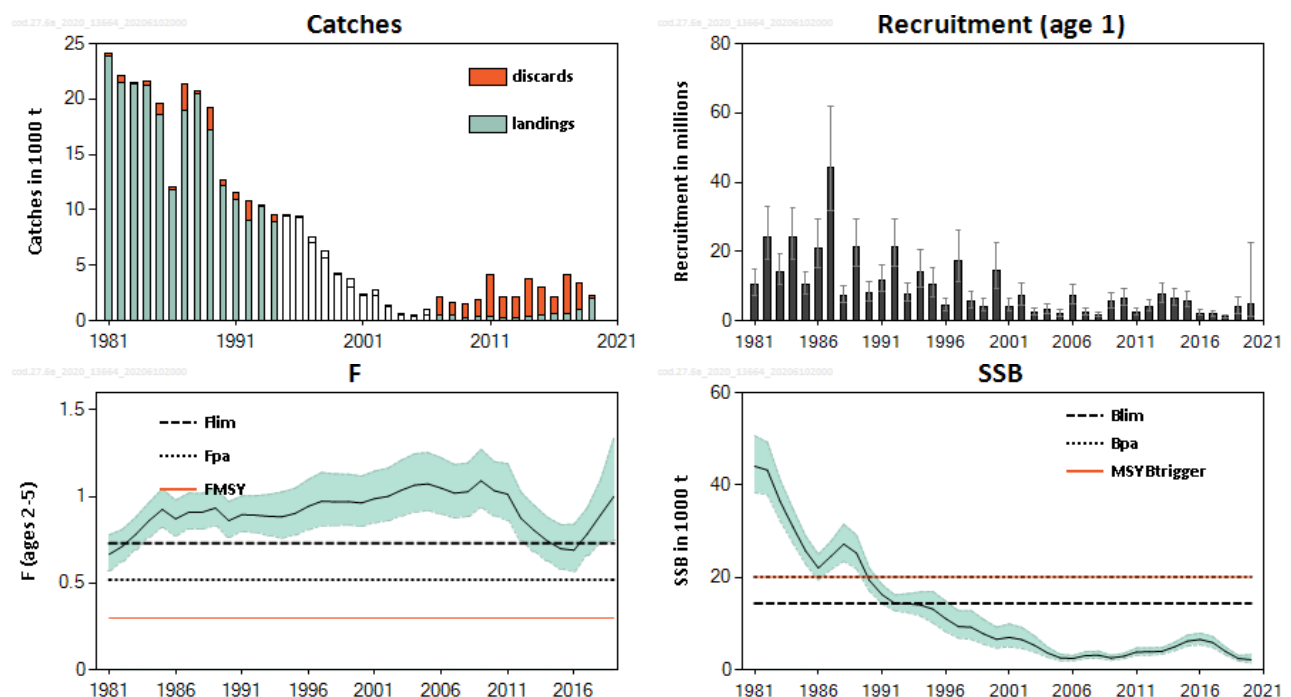 cod.27.6a_2020_13664_20206102000
Catches
25
20
15
10
5
0
Catches in 1000 t
discards
landings
1981 1991 2001 2011 2021
cod.27.6a_2020_13664_20206102000
Recruitment (age 1)
80
60
40
20
0
Recruitment in millions
1981 1986 1991 1996 2001 2006 2011 2016 2021
cod.27.6a_2020_13664_20206102000
F
1.5
1
0.5
0
F (ages 2-5)
Flim
Fpa
FMSY
1981 1986 1991 1996 2001 2006 2011 2016
cod.27.6a_2020_13664_20206102000
SSB
60
40
20
0
SSB in 1000 t
Blim
Bpa
MSYBtrigger
1981 1986 1991 1996 2001 2006 2011 2016 2021